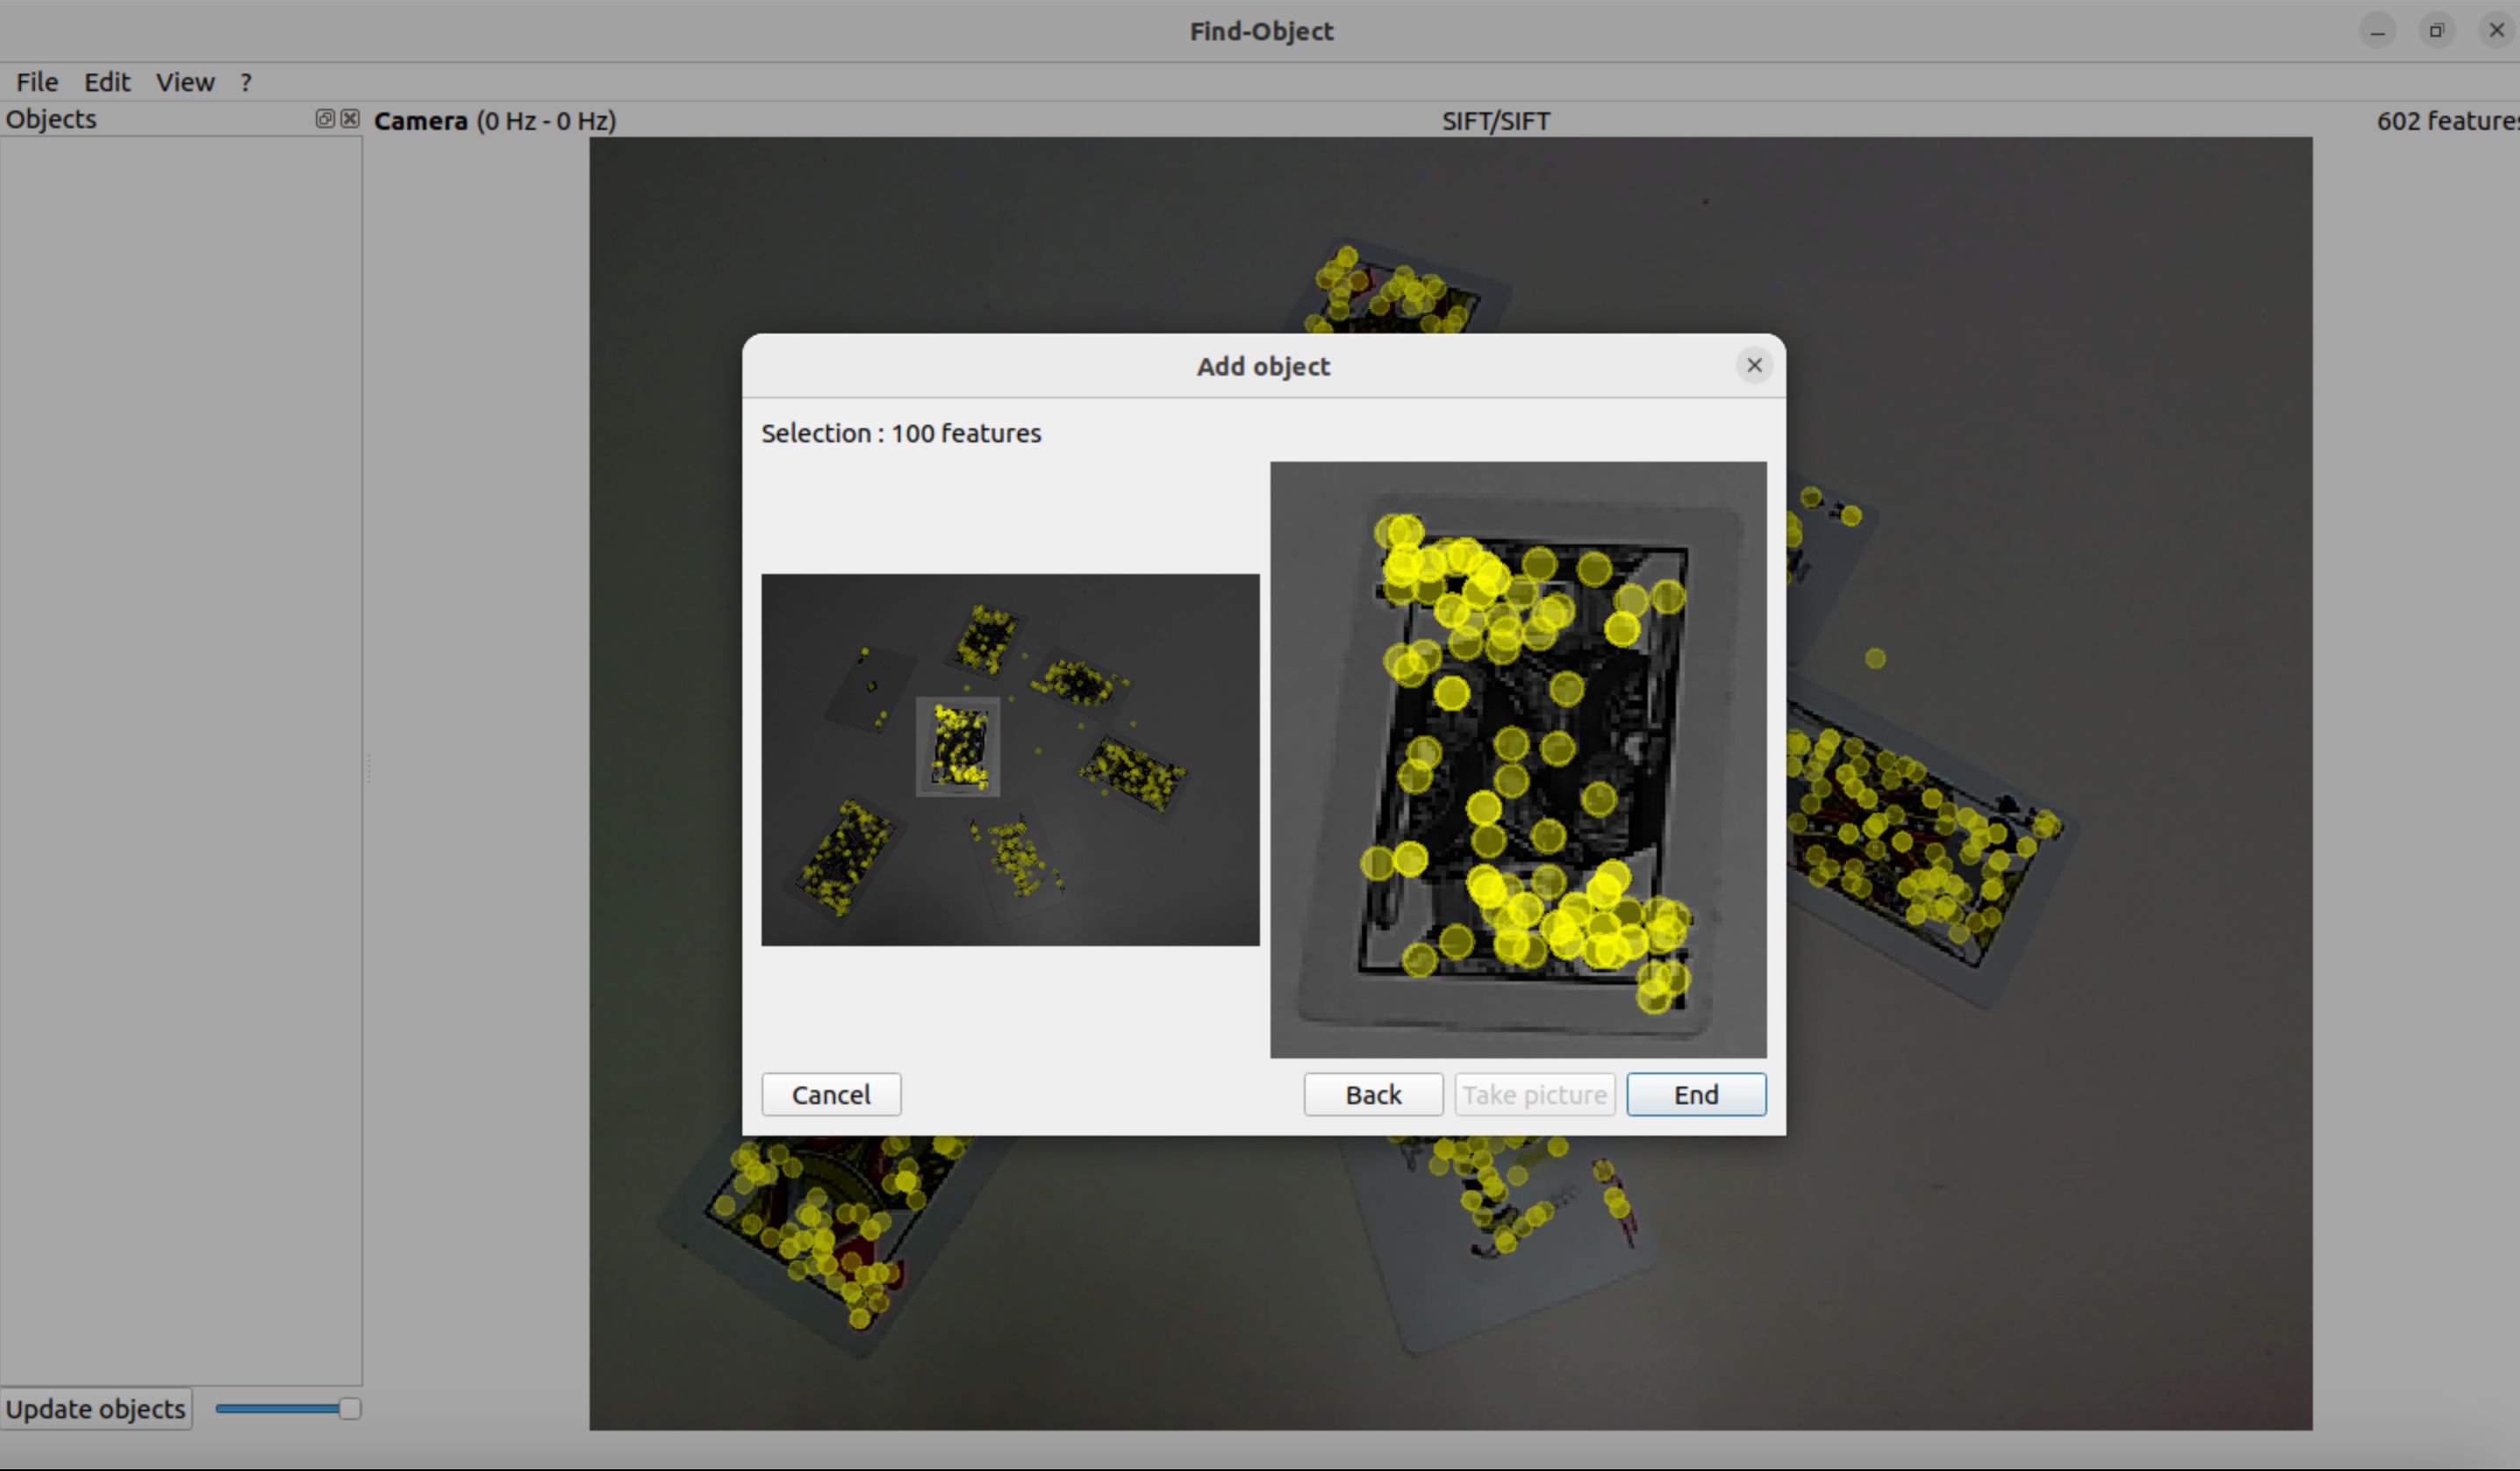 Find-Object
File Edit View ?
Objects
Camera (0 Hz - 0 Hz) SIFT/SIFT 602 features
Add object
Selection : 100 features
Cancel Back Take picture End
Update objects